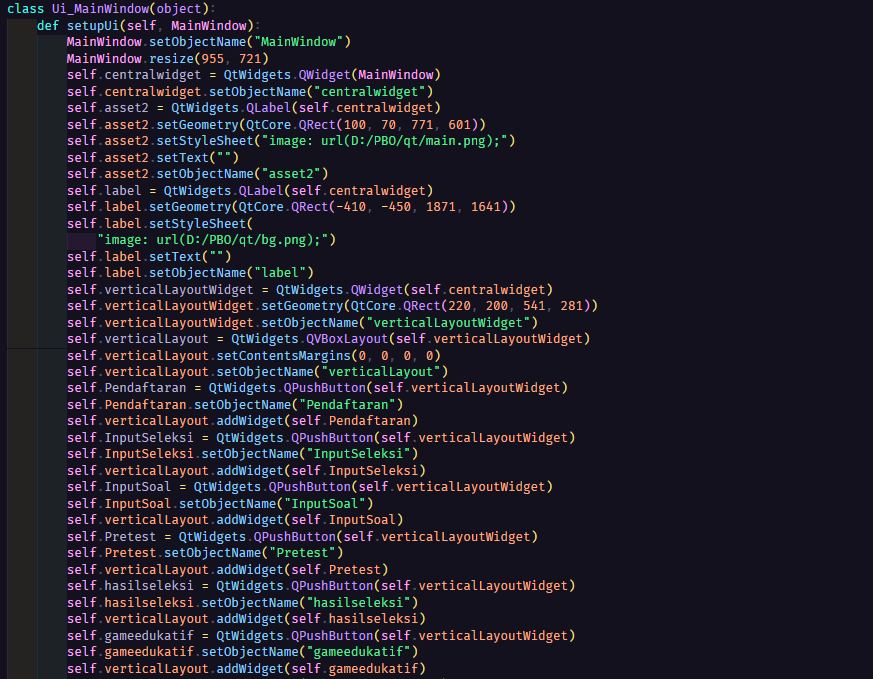 class Ui_MainWindow(object):
    def setupUi(self, MainWindow):
        MainWindow.setObjectName("MainWindow")
        MainWindow.resize(955, 721)
        self.centralwidget = QtWidgets.QWidget(MainWindow)
        self.centralwidget.setObjectName("centralwidget")
        self.asset2 = QtWidgets.QLabel(self.centralwidget)
        self.asset2.setGeometry(QtCore.QRect(100, 70, 771, 601))
        self.asset2.setStyleSheet("image: url(D:/PBO/qt/main.png);")
        self.asset2.setText("")
        self.asset2.setObjectName("asset2")
        self.label = QtWidgets.QLabel(self.centralwidget)
        self.label.setGeometry(QtCore.QRect(-410, -450, 1871, 1641))
        self.label.setStyleSheet(
            "image: url(D:/PBO/qt/bg.png);")
        self.label.setText("")
        self.label.setObjectName("label")
        self.verticalLayoutWidget = QtWidgets.QWidget(self.centralwidget)
        self.verticalLayoutWidget.setGeometry(QtCore.QRect(220, 200, 541, 281))
        self.verticalLayoutWidget.setObjectName("verticalLayoutWidget")
        self.verticalLayout = QtWidgets.QVBoxLayout(self.verticalLayoutWidget)
        self.verticalLayout.setContentsMargins(0, 0, 0, 0)
        self.verticalLayout.setObjectName("verticalLayout")
        self.Pendaftaran = QtWidgets.QPushButton(self.verticalLayoutWidget)
        self.Pendaftaran.setObjectName("Pendaftaran")
        self.verticalLayout.addWidget(self.Pendaftaran)
        self.InputSeleksi = QtWidgets.QPushButton(self.verticalLayoutWidget)
        self.InputSeleksi.setObjectName("InputSeleksi")
        self.verticalLayout.addWidget(self.InputSeleksi)
        self.InputSoal = QtWidgets.QPushButton(self.verticalLayoutWidget)
        self.InputSoal.setObjectName("InputSoal")
        self.verticalLayout.addWidget(self.InputSoal)
        self.Pretest = QtWidgets.QPushButton(self.verticalLayoutWidget)
        self.Pretest.setObjectName("Pretest")
        self.verticalLayout.addWidget(self.Pretest)
        self.hasilseleksi = QtWidgets.QPushButton(self.verticalLayoutWidget)
        self.hasilseleksi.setObjectName("hasilseleksi")
        self.verticalLayout.addWidget(self.hasilseleksi)
        self.gameedukatif = QtWidgets.QPushButton(self.verticalLayoutWidget)
        self.gameedukatif.setObjectName("gameedukatif")
        self.verticalLayout.addWidget(self.gameedukatif)